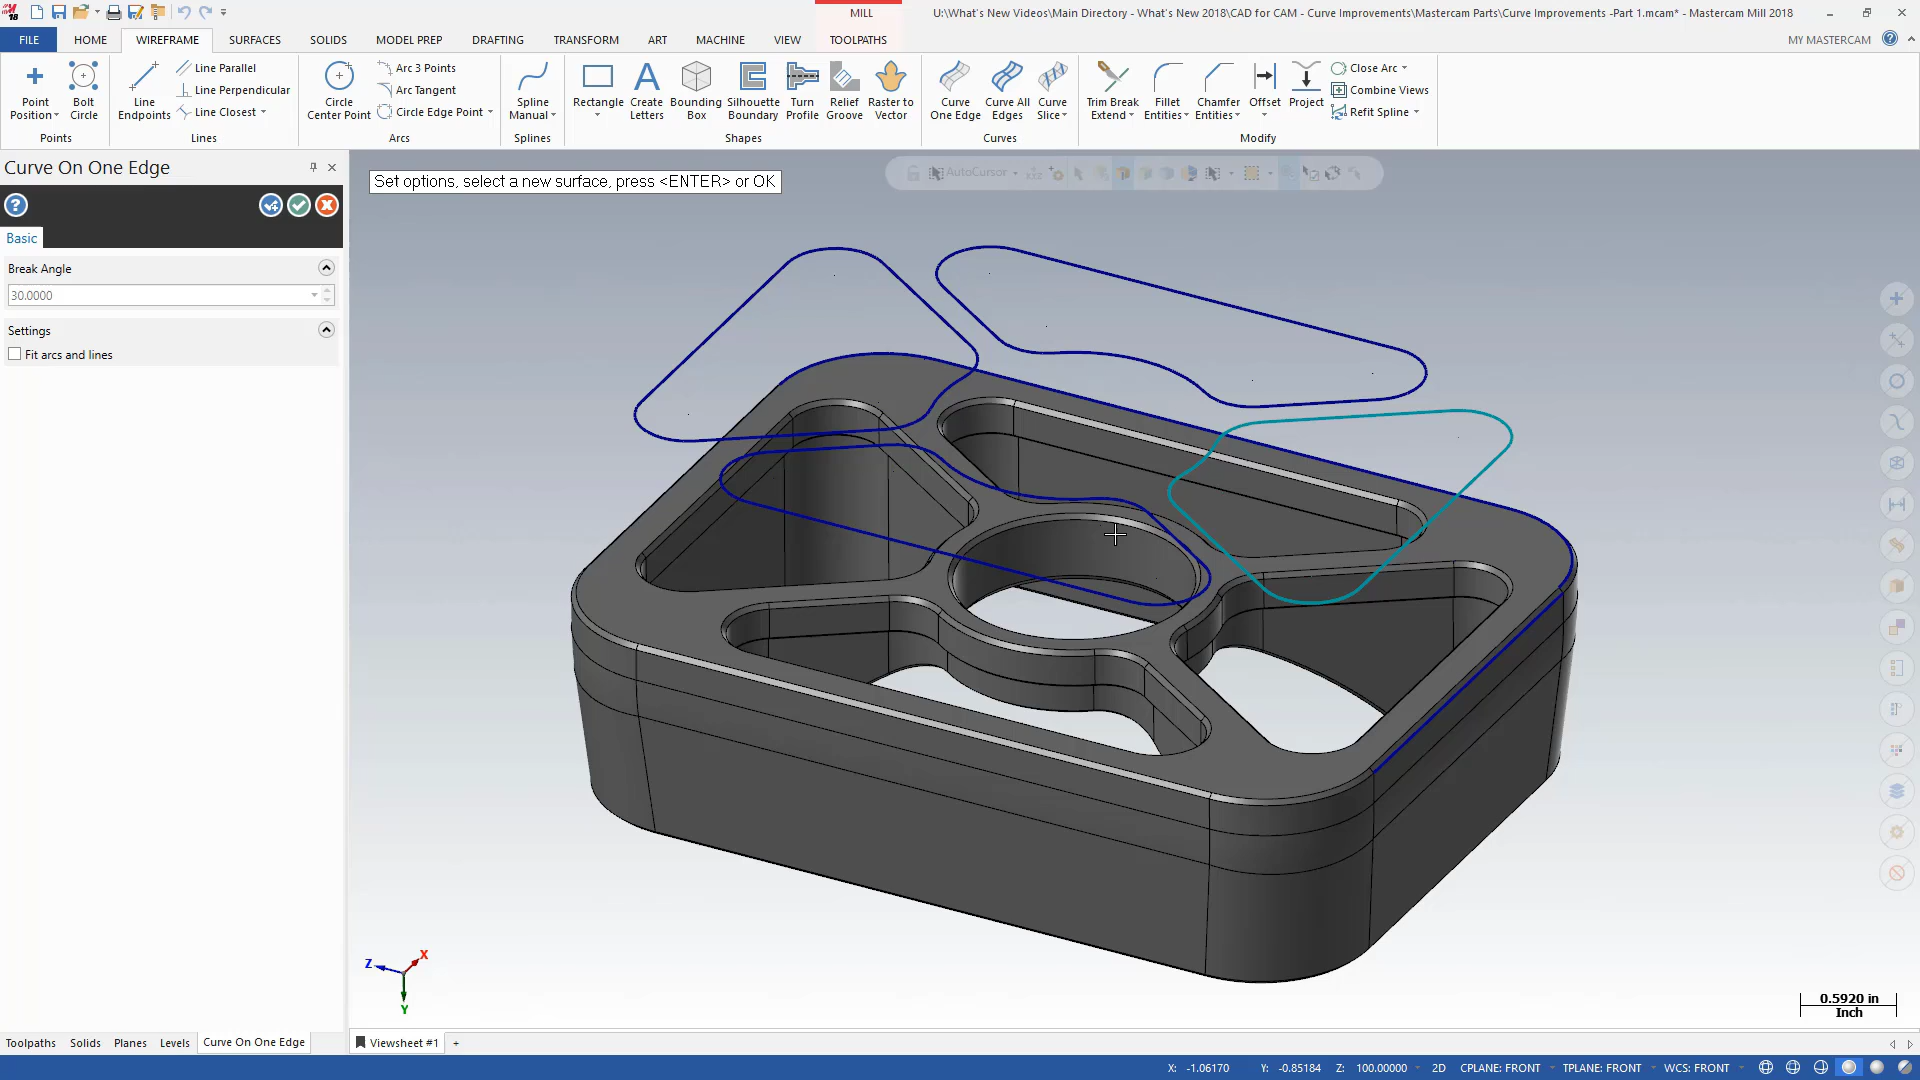 U:\What's New Videos\Main Directory - What's New 2018\CAD for CAM - Curve Improvements\Mastercam Parts\Curve Improvements -Part 1.mcam* - Mastercam Mill 2018
MILL
FILE HOME WIREFRAME SURFACES SOLIDS MODEL PREP DRAFTING TRANSFORM ART MACHINE VIEW TOOLPATHS MY MASTERCAM
Point Position
Bolt Circle
Points
Line Endpoints
Line Parallel
Line Perpendicular
Line Closest
Lines
Circle Center Point
Arc 3 Points
Arc Tangent
Circle Edge Point
Arcs
Spline Manual
Splines
Rectangle
Create Letters
Bounding Box
Silhouette Boundary
Turn Profile
Relief Groove
Raster to Vector
Shapes
Curve One Edge
Curve All Edges
Curve Slice
Curves
Trim Break Extend
Fillet Entities
Chamfer Entities
Offset
Project
Close Arc
Combine Views
Refit Spline
Modify
Curve On One Edge
Basic
Break Angle
30.0000
Settings
Fit arcs and lines
Set options, select a new surface, press <ENTER> or OK
AutoCursor
Z X Y
0.5920 in
Inch
Toolpaths Solids Planes Levels Curve On One Edge
Viewsheet #1 +
X: -1.06170 Y: -0.85184 Z: 100.00000 2D CPLANE: FRONT TPLANE: FRONT WCS: FRONT